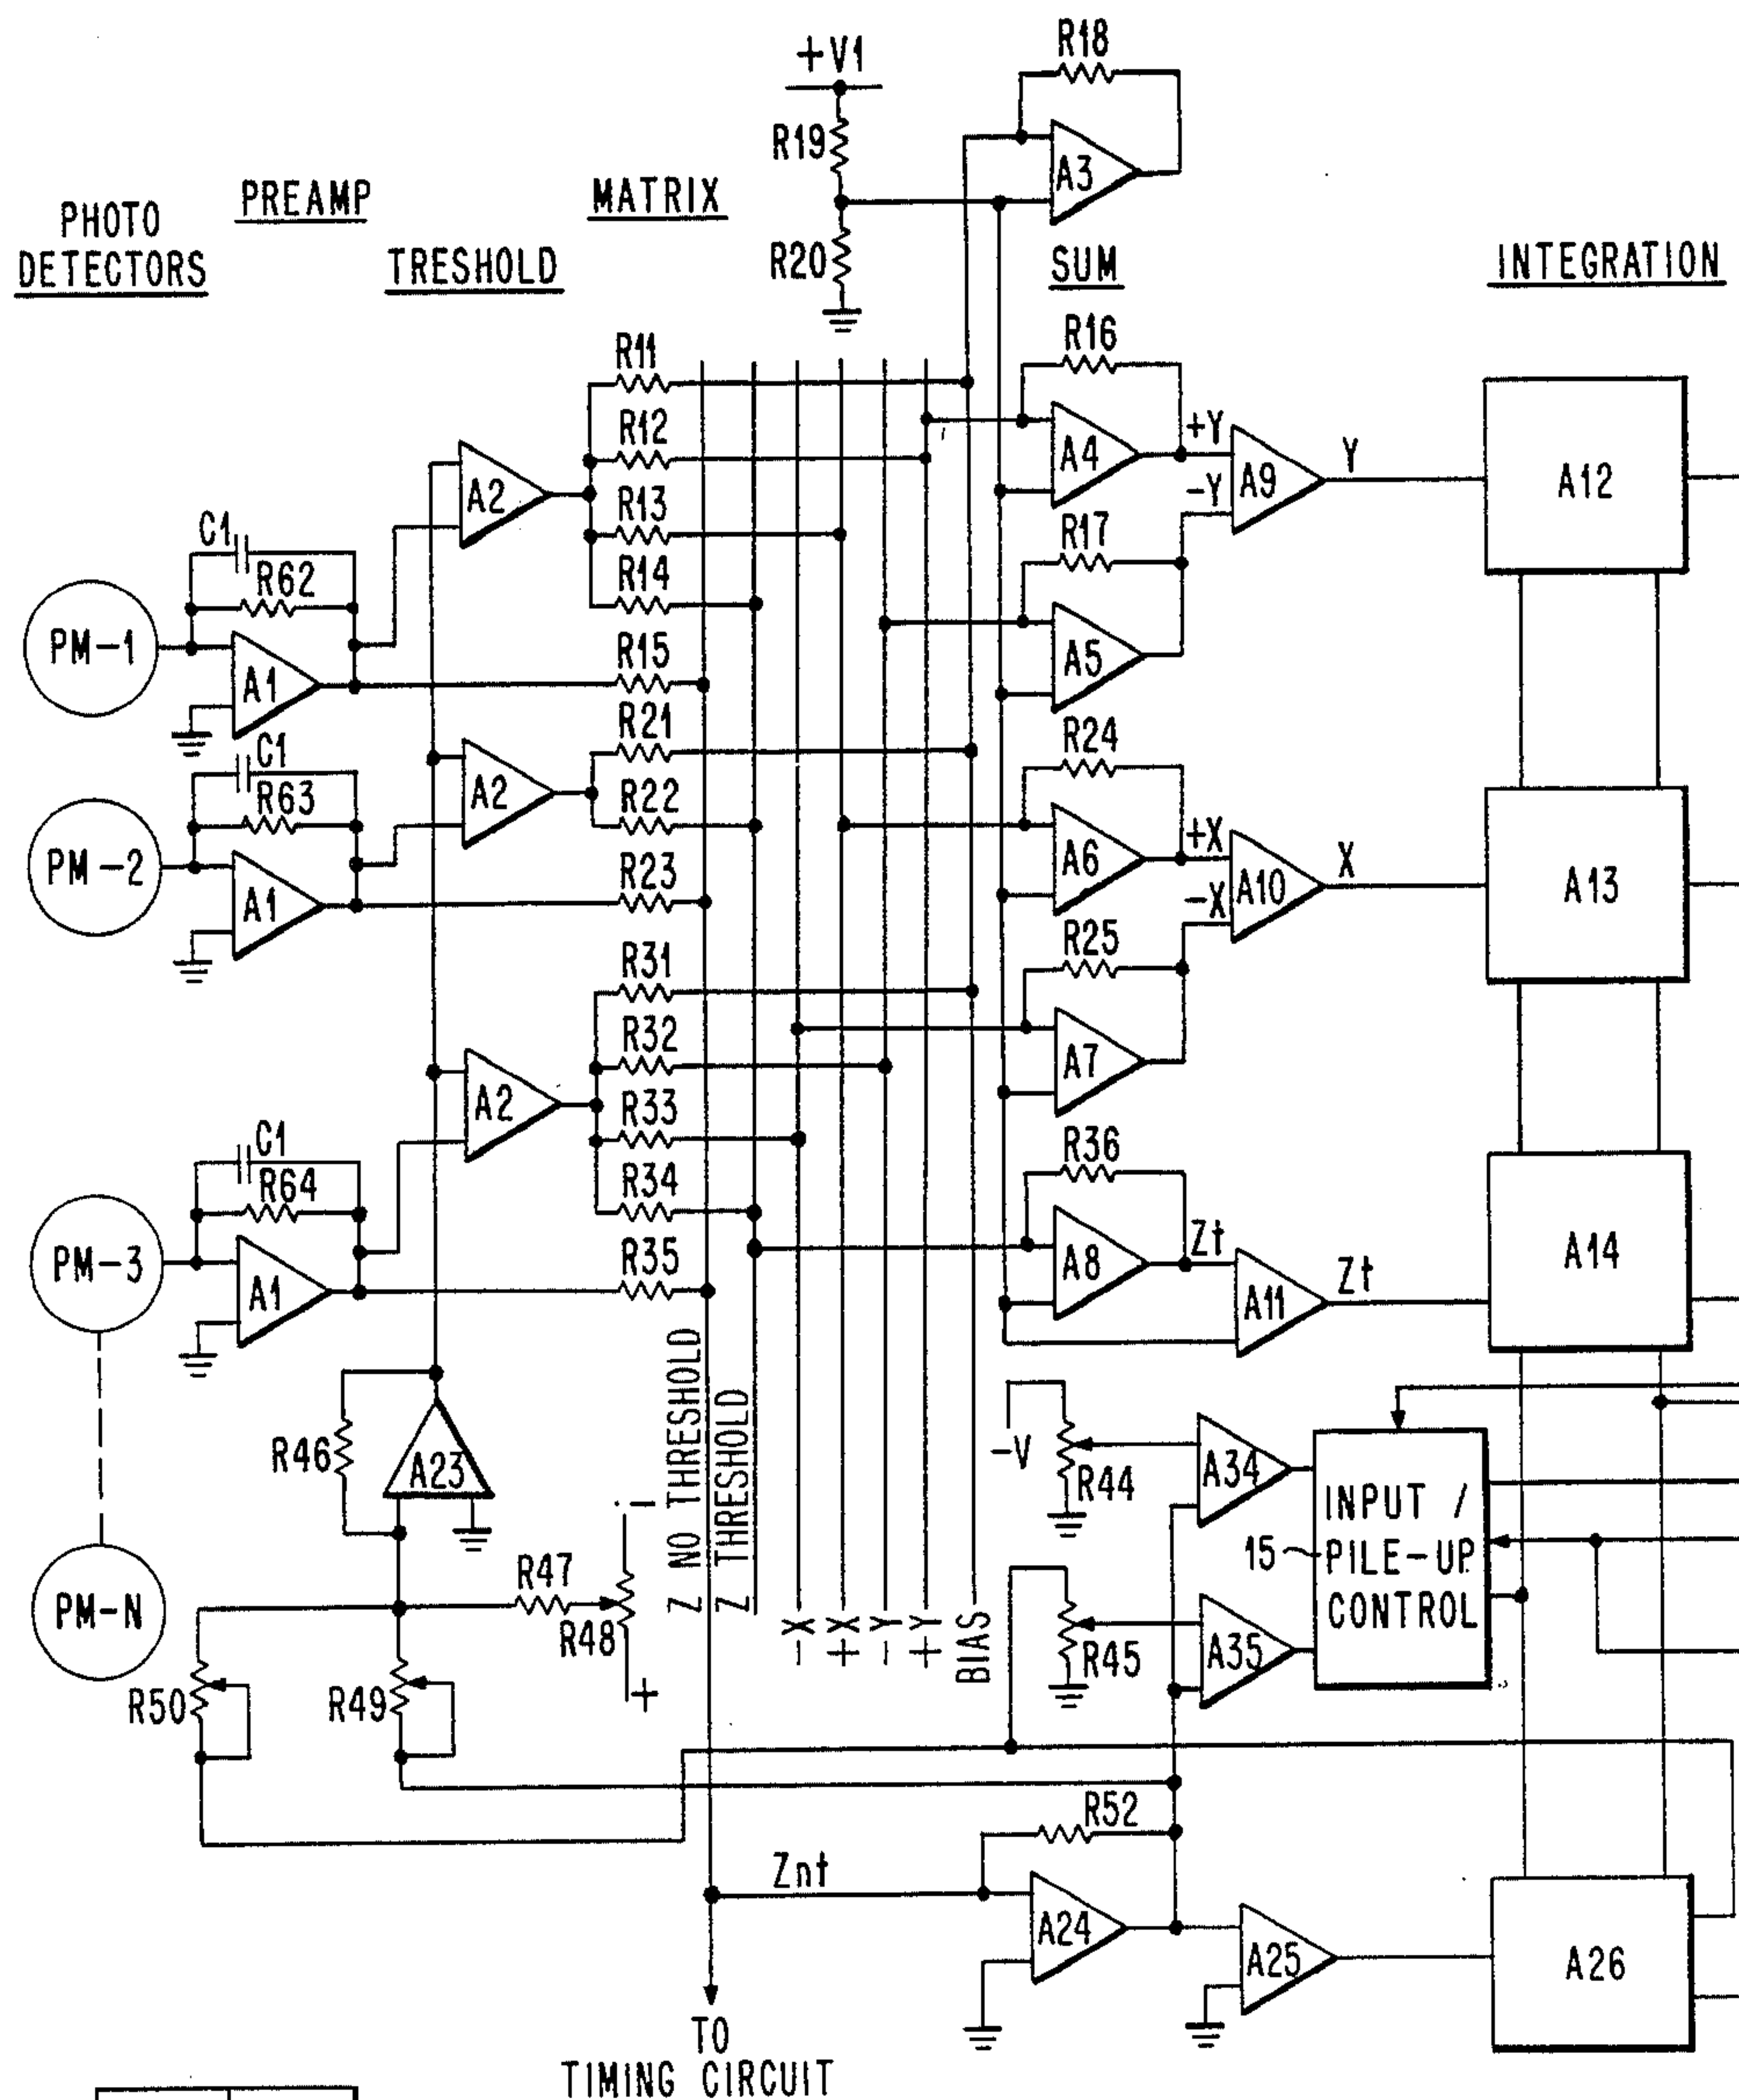 PHOTO
DETECTORS
PREAMP
TRESHOLD
MATRIX
SUM
INTEGRATION
+V1
R18
R19
A3
R20
R11
R16
R12
A2
A4
+Y
A9
Y
A12
R13
-Y
C1
R62
R14
R17
PM-1
A1
R15
A5
R21
R24
C1
R63
A2
R22
A6
+X
A10
X
A13
PM-2
A1
R23
-X
R25
R31
R32
A7
A2
R33
R36
C1
R64
R34
Zt
A8
A11
Zt
A14
PM-3
A1
R35
R46
A23
-V
R44
A34
INPUT /
15
PILE-UP
CONTROL
R47
-
R48
+
R45
A35
PM-N
Z NO THRESHOLD
Z THRESHOLD
-X
+X
-Y
+Y
BIAS
R50
R49
R52
Znt
A24
A25
A26
TO
TIMING CIRCUIT